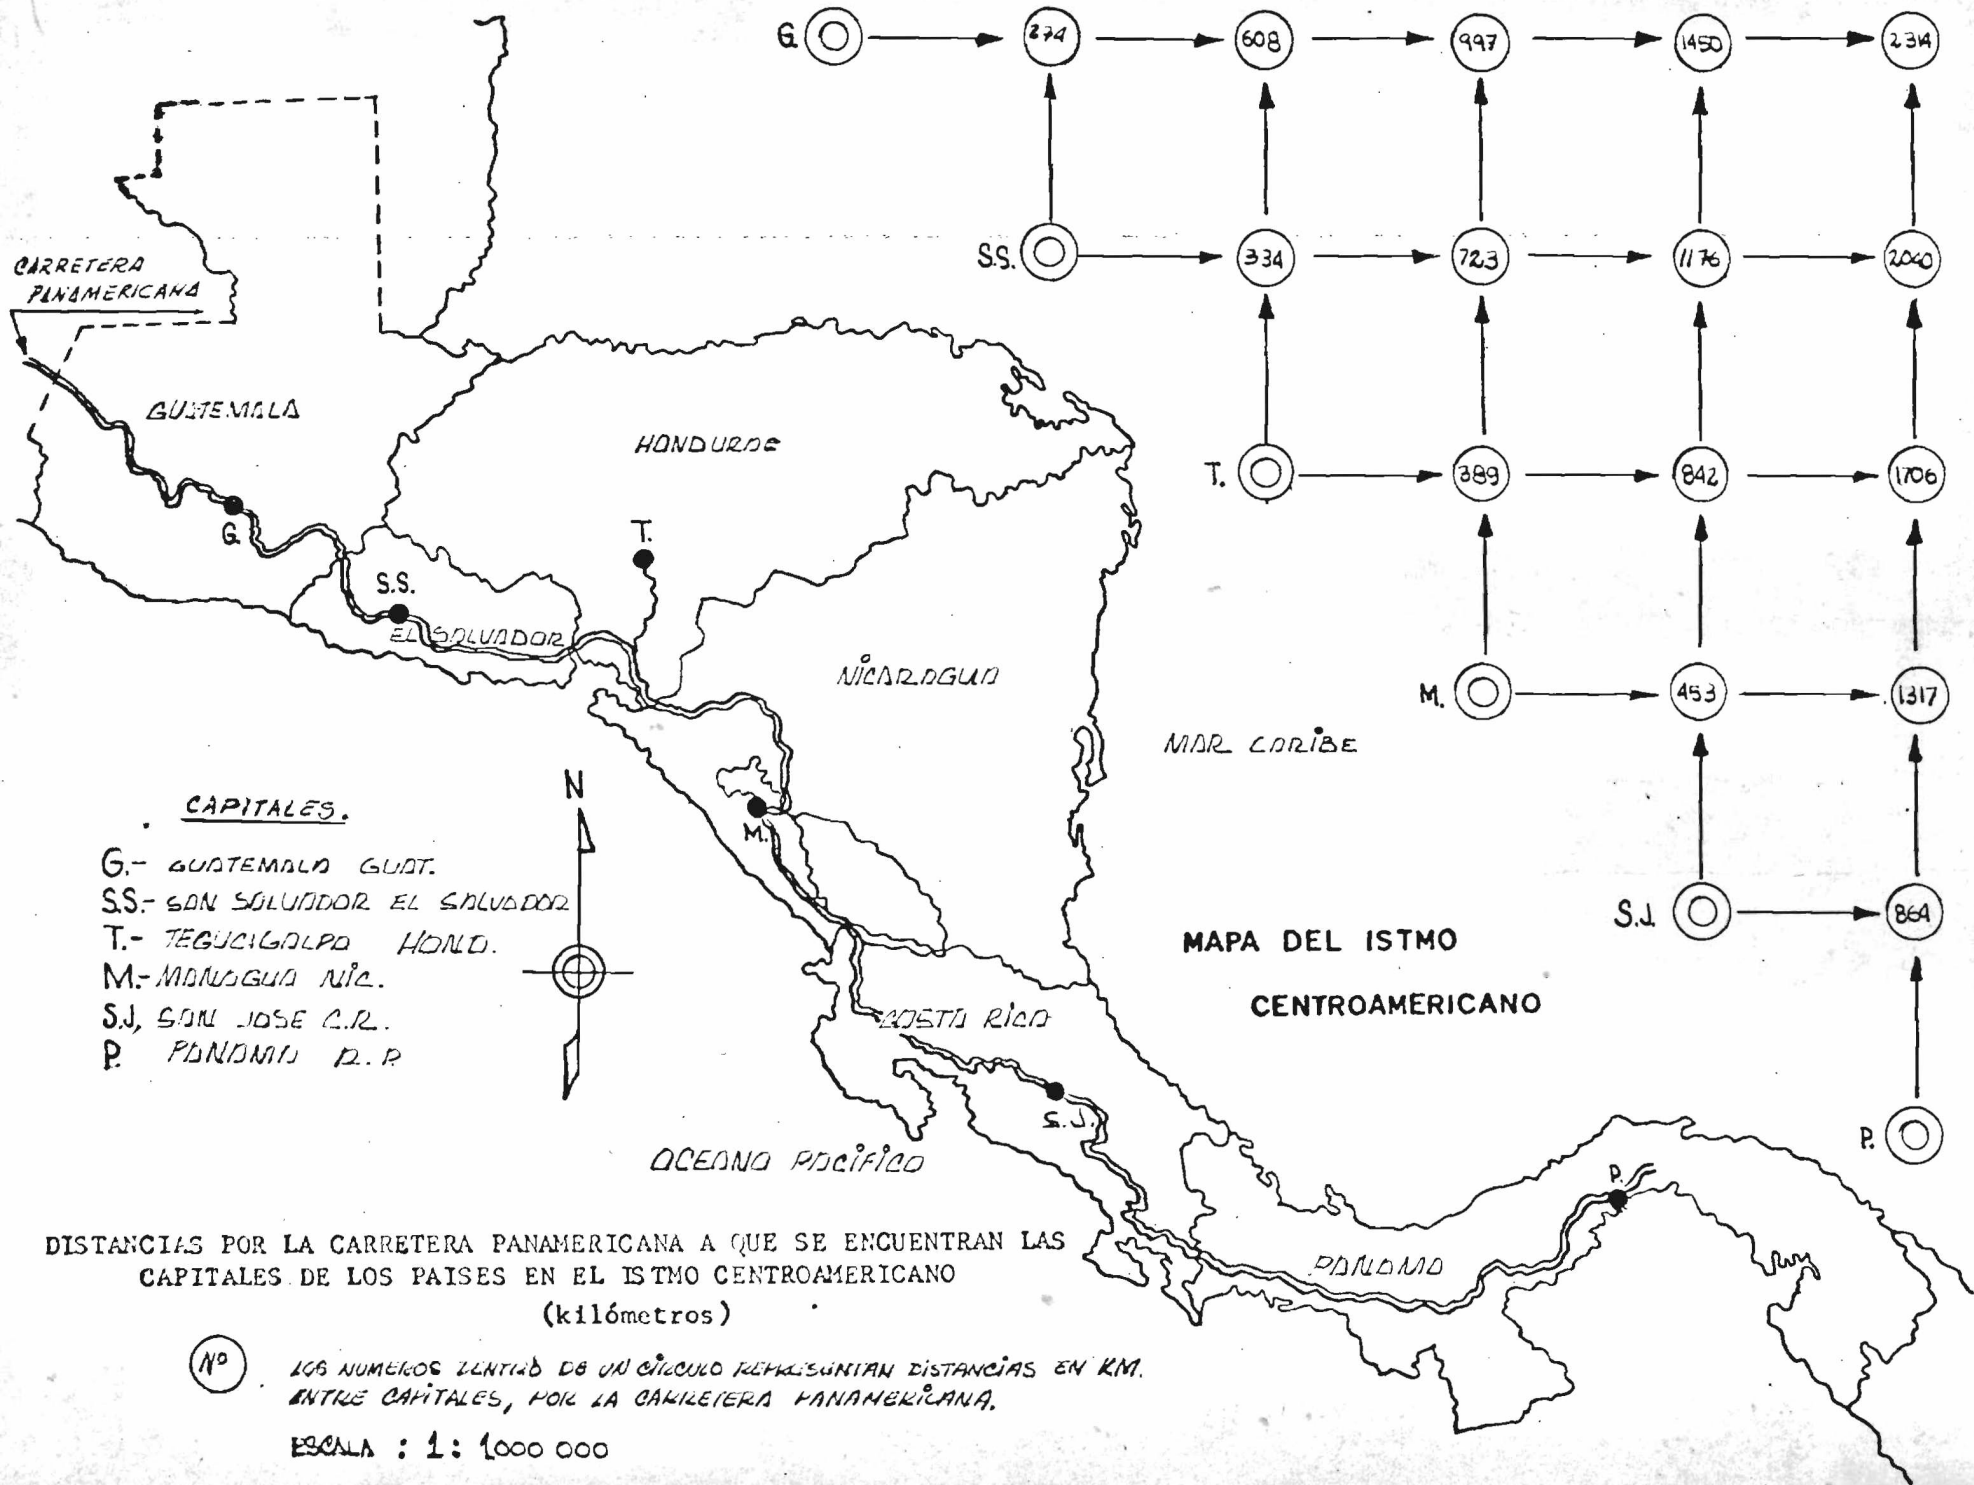 G. 274 608 997 1450 2314
S.S. 334 723 1176 2040
T. 389 842 1706
M. 453 1317
S.J. 864
P.
CARRETERA
PANAMERICANA
GUATEMALA
HONDURAS
G.
T.
S.S.
EL SALVADOR
NICARAGUA
M.
MAR CARIBE
N
CAPITALES.
G.- GUATEMALA GUAT.
S.S.- SAN SALVADOR EL SALVADOR
T.- TEGUCIGALPA HOND.
M.- MANAGUA NIC.
S.J, SAN JOSE C.R.
P. PANAMA R.P
MAPA DEL ISTMO
CENTROAMERICANO
COSTA RICA
S.J.
OCEANO PACIFICO
P.
PANAMA
DISTANCIAS POR LA CARRETERA PANAMERICANA A QUE SE ENCUENTRAN LAS
CAPITALES DE LOS PAISES EN EL ISTMO CENTROAMERICANO
(kilómetros)
Nº LOS NUMEROS DENTRO DE UN CIRCULO REPRESENTAN DISTANCIAS EN KM.
ENTRE CAPITALES, POR LA CARRETERA PANAMERICANA.
ESCALA : 1: 1000 000